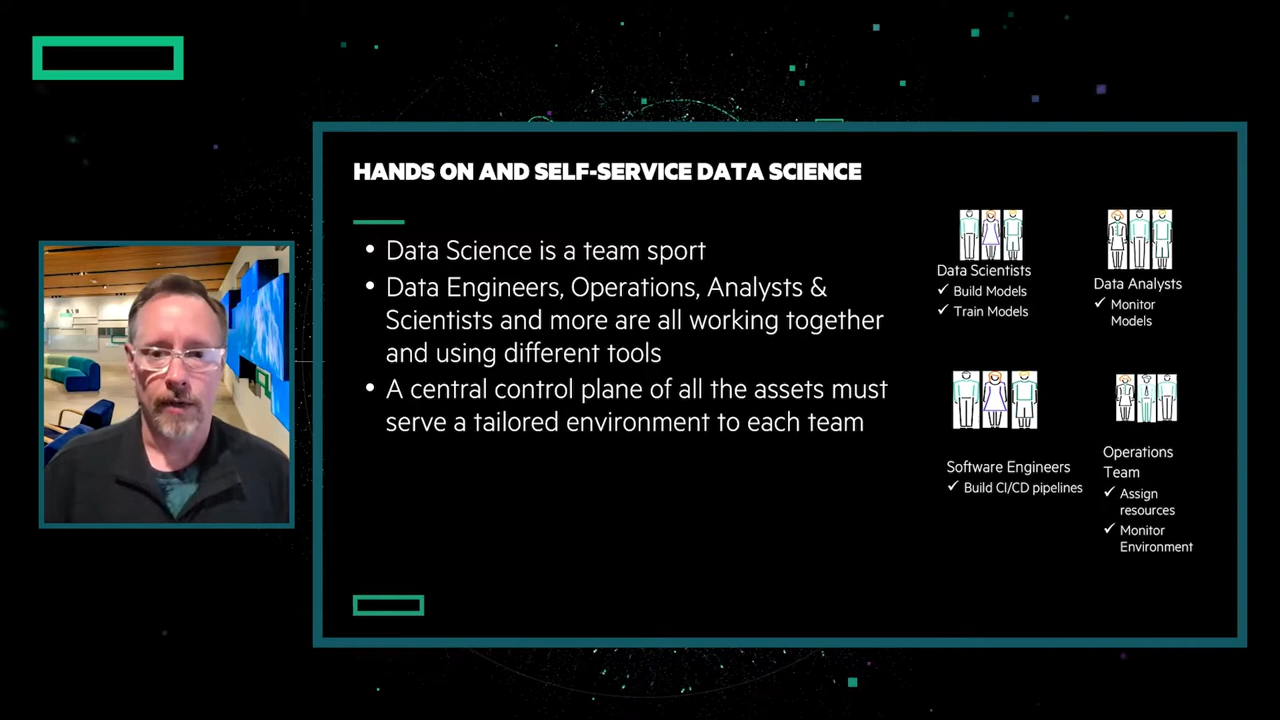 HANDS ON AND SELF-SERVICE DATA SCIENCE
• Data Science is a team sport
• Data Engineers, Operations, Analysts &
Scientists and more are all working together
and using different tools
• A central control plane of all the assets must
serve a tailored environment to each team
Data Scientists
✓ Build Models
✓ Train Models
Data Analysts
✓ Monitor
Models
Software Engineers
✓ Build CI/CD pipelines
Operations
Team
✓ Assign
resources
✓ Monitor
Environment